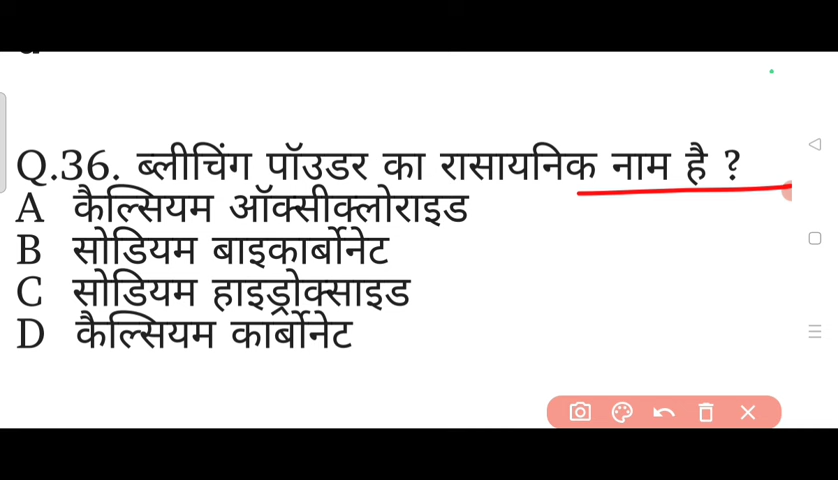 Q.36. ब्लीचिंग पॉउडर का रासायनिक नाम है ?
A कैल्सियम ऑक्सीक्लोराइड
B सोडियम बाइकार्बोनेट
C सोडियम हाइड्रोक्साइड
D कैल्सियम कार्बोनेट